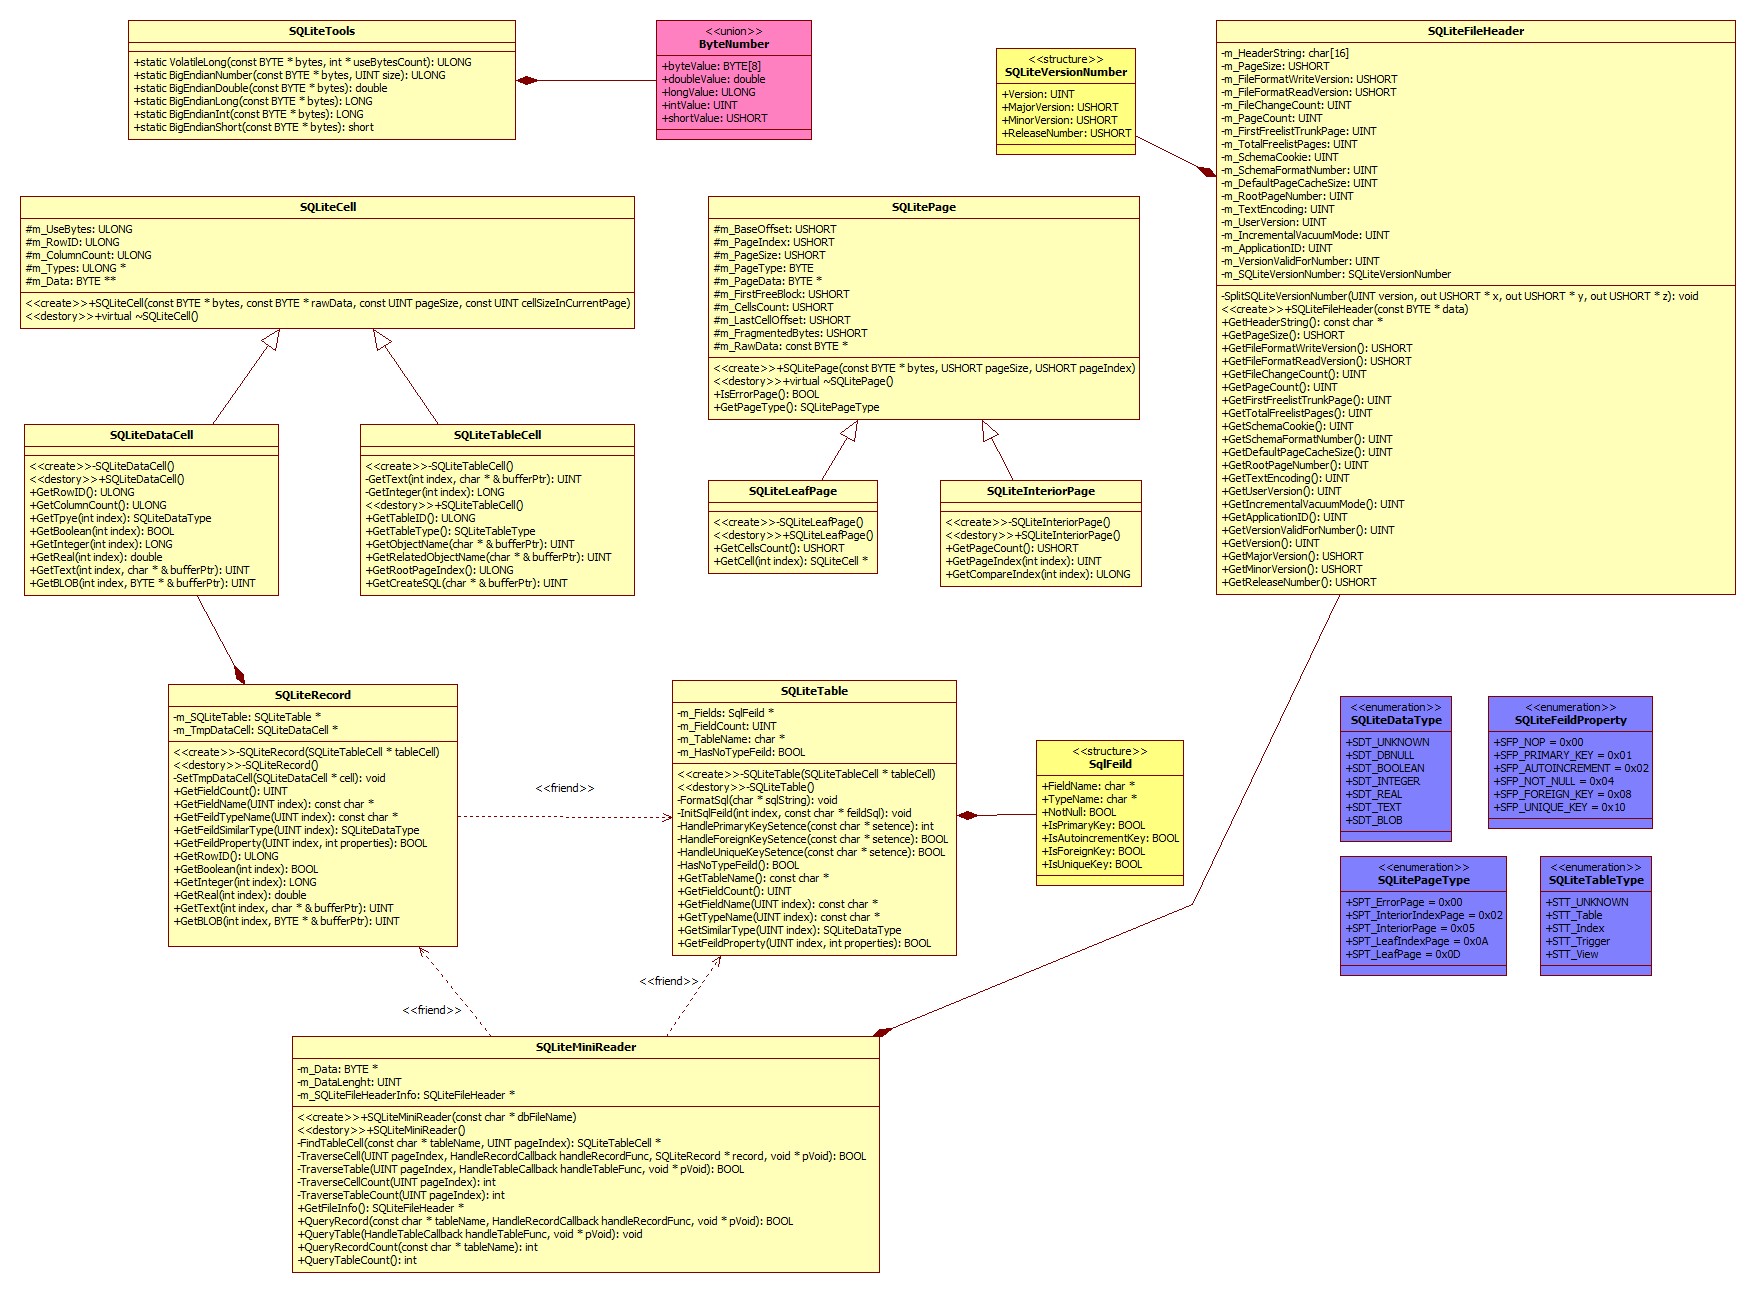 SQLiteTools
+static VolatileLong(const BYTE * bytes, int * useBytesCount): ULONG
+static BigEndianNumber(const BYTE * bytes, UINT size): ULONG
+static BigEndianDouble(const BYTE * bytes): double
+static BigEndianLong(const BYTE * bytes): LONG
+static BigEndianInt(const BYTE * bytes): LONG
+static BigEndianShort(const BYTE * bytes): short
<<union>>
ByteNumber
+byteValue: BYTE[8]
+doubleValue: double
+longValue: ULONG
+intValue: UINT
+shortValue: USHORT
<<structure>>
SQLiteVersionNumber
+Version: UINT
+MajorVersion: USHORT
+MinorVersion: USHORT
+ReleaseNumber: USHORT
SQLiteFileHeader
-m_HeaderString: char[16]
-m_PageSize: USHORT
-m_FileFormatWriteVersion: USHORT
-m_FileFormatReadVersion: USHORT
-m_FileChangeCount: UINT
-m_PageCount: UINT
-m_FirstFreelistTrunkPage: UINT
-m_TotalFreelistPages: UINT
-m_SchemaCookie: UINT
-m_SchemaFormatNumber: UINT
-m_DefaultPageCacheSize: UINT
-m_RootPageNumber: UINT
-m_TextEncoding: UINT
-m_UserVersion: UINT
-m_IncrementalVacuumMode: UINT
-m_ApplicationID: UINT
-m_VersionValidForNumber: UINT
-m_SQLiteVersionNumber: SQLiteVersionNumber
-SplitSQLiteVersionNumber(UINT version, out USHORT * x, out USHORT * y, out USHORT * z): void
<<create>>+SQLiteFileHeader(const BYTE * data)
+GetHeaderString(): const char *
+GetPageSize(): USHORT
+GetFileFormatWriteVersion(): USHORT
+GetFileFormatReadVersion(): USHORT
+GetFileChangeCount(): UINT
+GetPageCount(): UINT
+GetFirstFreelistTrunkPage(): UINT
+GetTotalFreelistPages(): UINT
+GetSchemaCookie(): UINT
+GetSchemaFormatNumber(): UINT
+GetDefaultPageCacheSize(): UINT
+GetRootPageNumber(): UINT
+GetTextEncoding(): UINT
+GetUserVersion(): UINT
+GetIncrementalVacuumMode(): UINT
+GetApplicationID(): UINT
+GetVersionValidForNumber(): UINT
+GetVersion(): UINT
+GetMajorVersion(): USHORT
+GetMinorVersion(): USHORT
+GetReleaseNumber(): USHORT
SQLiteCell
#m_UseBytes: ULONG
#m_RowID: ULONG
#m_ColumnCount: ULONG
#m_Types: ULONG *
#m_Data: BYTE **
<<create>>+SQLiteCell(const BYTE * bytes, const BYTE * rawData, const UINT pageSize, const UINT cellSizeInCurrentPage)
<<destory>>+virtual ~SQLiteCell()
SQLitePage
#m_BaseOffset: USHORT
#m_PageIndex: USHORT
#m_PageSize: USHORT
#m_PageType: BYTE
#m_PageData: BYTE *
#m_FirstFreeBlock: USHORT
#m_CellsCount: USHORT
#m_LastCellOffset: USHORT
#m_FragmentedBytes: USHORT
#m_RawData: const BYTE *
<<create>>+SQLitePage(const BYTE * bytes, USHORT pageSize, USHORT pageIndex)
<<destory>>+virtual ~SQLitePage()
+IsErrorPage(): BOOL
+GetPageType(): SQLitePageType
SQLiteDataCell
<<create>>-SQLiteDataCell()
<<destory>>+SQLiteDataCell()
+GetRowID(): ULONG
+GetColumnCount(): ULONG
+GetTpye(int index): SQLiteDataType
+GetBoolean(int index): BOOL
+GetInteger(int index): LONG
+GetReal(int index): double
+GetText(int index, char * & bufferPtr): UINT
+GetBLOB(int index, BYTE * & bufferPtr): UINT
SQLiteTableCell
<<create>>-SQLiteTableCell()
-GetText(int index, char * & bufferPtr): UINT
-GetInteger(int index): LONG
<<destory>>+SQLiteTableCell()
+GetTableID(): ULONG
+GetTableType(): SQLiteTableType
+GetObjectName(char * & bufferPtr): UINT
+GetRelatedObjectName(char * & bufferPtr): UINT
+GetRootPageIndex(): ULONG
+GetCreateSQL(char * & bufferPtr): UINT
SQLiteLeafPage
<<create>>-SQLiteLeafPage()
<<destory>>+SQLiteLeafPage()
+GetCellsCount(): USHORT
+GetCell(int index): SQLiteCell *
SQLiteInteriorPage
<<create>>-SQLiteInteriorPage()
<<destory>>+SQLiteInteriorPage()
+GetPageCount(): USHORT
+GetPageIndex(int index): UINT
+GetCompareIndex(int index): ULONG
SQLiteRecord
-m_SQLiteTable: SQLiteTable *
-m_TmpDataCell: SQLiteDataCell *
<<create>>-SQLiteRecord(SQLiteTableCell * tableCell)
<<destory>>-SQLiteRecord()
-SetTmpDataCell(SQLiteDataCell * cell): void
+GetFieldCount(): UINT
+GetFieldName(UINT index): const char *
+GetFeildTypeName(UINT index): const char *
+GetFeildSimilarType(UINT index): SQLiteDataType
+GetFeildProperty(UINT index, int properties): BOOL
+GetRowID(): ULONG
+GetBoolean(int index): BOOL
+GetInteger(int index): LONG
+GetReal(int index): double
+GetText(int index, char * & bufferPtr): UINT
+GetBLOB(int index, BYTE * & bufferPtr): UINT
<<friend>>
SQLiteTable
-m_Fields: SqlFeild *
-m_FieldCount: UINT
-m_TableName: char *
-m_HasNoTypeFeild: BOOL
<<create>>-SQLiteTable(SQLiteTableCell * tableCell)
<<destory>>-SQLiteTable()
-FormatSql(char * sqlString): void
-InitSqlFeild(int index, const char * feildSql): void
-HandlePrimaryKeySetence(const char * setence): int
-HandleForeignKeySetence(const char * setence): BOOL
-HandleUniqueKeySetence(const char * setence): BOOL
-HasNoTypeFeild(): BOOL
+GetTableName(): const char *
+GetFieldCount(): UINT
+GetFieldName(UINT index): const char *
+GetTypeName(UINT index): const char *
+GetSimilarType(UINT index): SQLiteDataType
+GetFeildProperty(UINT index, int properties): BOOL
<<structure>>
SqlFeild
+FieldName: char *
+TypeName: char *
+NotNull: BOOL
+IsPrimaryKey: BOOL
+IsAutoincrementKey: BOOL
+IsForeignKey: BOOL
+IsUniqueKey: BOOL
<<enumeration>>
SQLiteDataType
+SDT_UNKNOWN
+SDT_DBNULL
+SDT_BOOLEAN
+SDT_INTEGER
+SDT_REAL
+SDT_TEXT
+SDT_BLOB
<<enumeration>>
SQLiteFeildProperty
+SFP_NOP = 0x00
+SFP_PRIMARY_KEY = 0x01
+SFP_AUTOINCREMENT = 0x02
+SFP_NOT_NULL = 0x04
+SFP_FOREIGN_KEY = 0x08
+SFP_UNIQUE_KEY = 0x10
<<enumeration>>
SQLitePageType
+SPT_ErrorPage = 0x00
+SPT_InteriorIndexPage = 0x02
+SPT_InteriorPage = 0x05
+SPT_LeafIndexPage = 0x0A
+SPT_LeafPage = 0x0D
<<enumeration>>
SQLiteTableType
+STT_UNKNOWN
+STT_Table
+STT_Index
+STT_Trigger
+STT_View
<<friend>>
<<friend>>
SQLiteMiniReader
-m_Data: BYTE *
-m_DataLenght: UINT
-m_SQLiteFileHeaderInfo: SQLiteFileHeader *
<<create>>+SQLiteMiniReader(const char * dbFileName)
<<destory>>+SQLiteMiniReader()
-FindTableCell(const char * tableName, UINT pageIndex): SQLiteTableCell *
-TraverseCell(UINT pageIndex, HandleRecordCallback handleRecordFunc, SQLiteRecord * record, void * pVoid): BOOL
-TraverseTable(UINT pageIndex, HandleTableCallback handleTableFunc, void * pVoid): BOOL
-TraverseCellCount(UINT pageIndex): int
-TraverseTableCount(UINT pageIndex): int
+GetFileInfo(): SQLiteFileHeader *
+QueryRecord(const char * tableName, HandleRecordCallback handleRecordFunc, void * pVoid): BOOL
+QueryTable(HandleTableCallback handleTableFunc, void * pVoid): void
+QueryRecordCount(const char * tableName): int
+QueryTableCount(): int